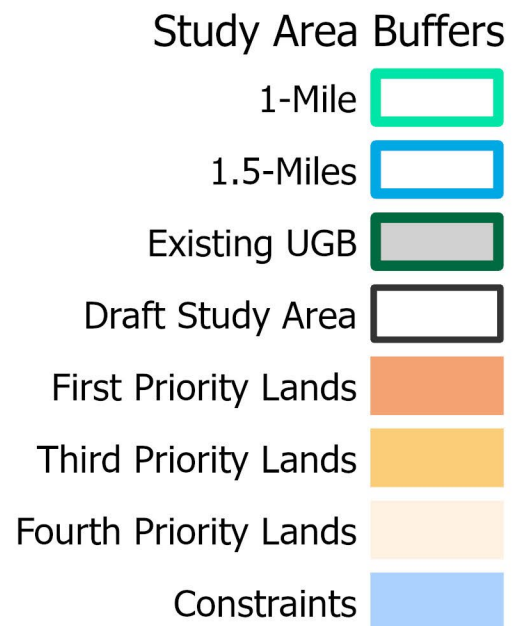 Study Area Buffers
1-Mile
1.5-Miles
Existing UGB
Draft Study Area
First Priority Lands
Third Priority Lands
Fourth Priority Lands
Constraints